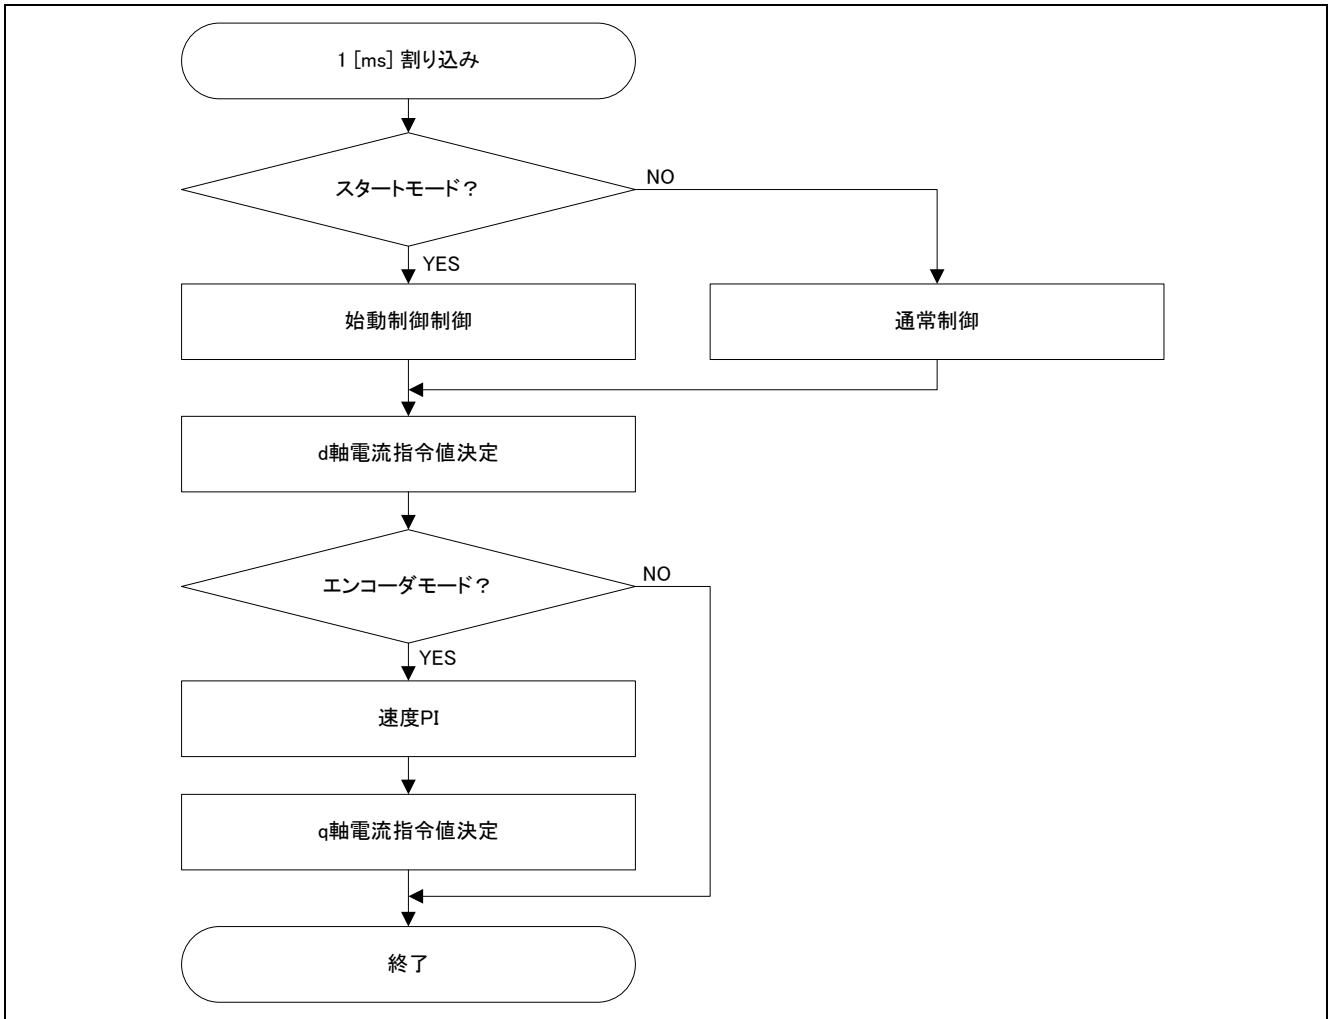 1 [ms] 割り込み
スタートモード？
NO
YES
始動制御制御
通常制御
d軸電流指令値決定
エンコーダモード？
NO
YES
速度PI
q軸電流指令値決定
終了